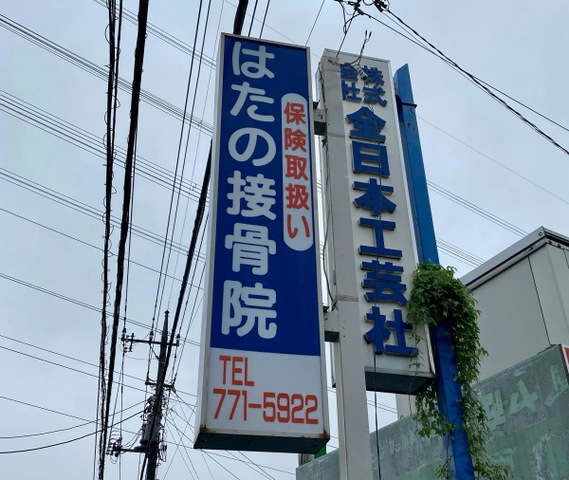 はたの接骨院
保険取扱い
TEL
771-5922
株式会社
全日本工芸社